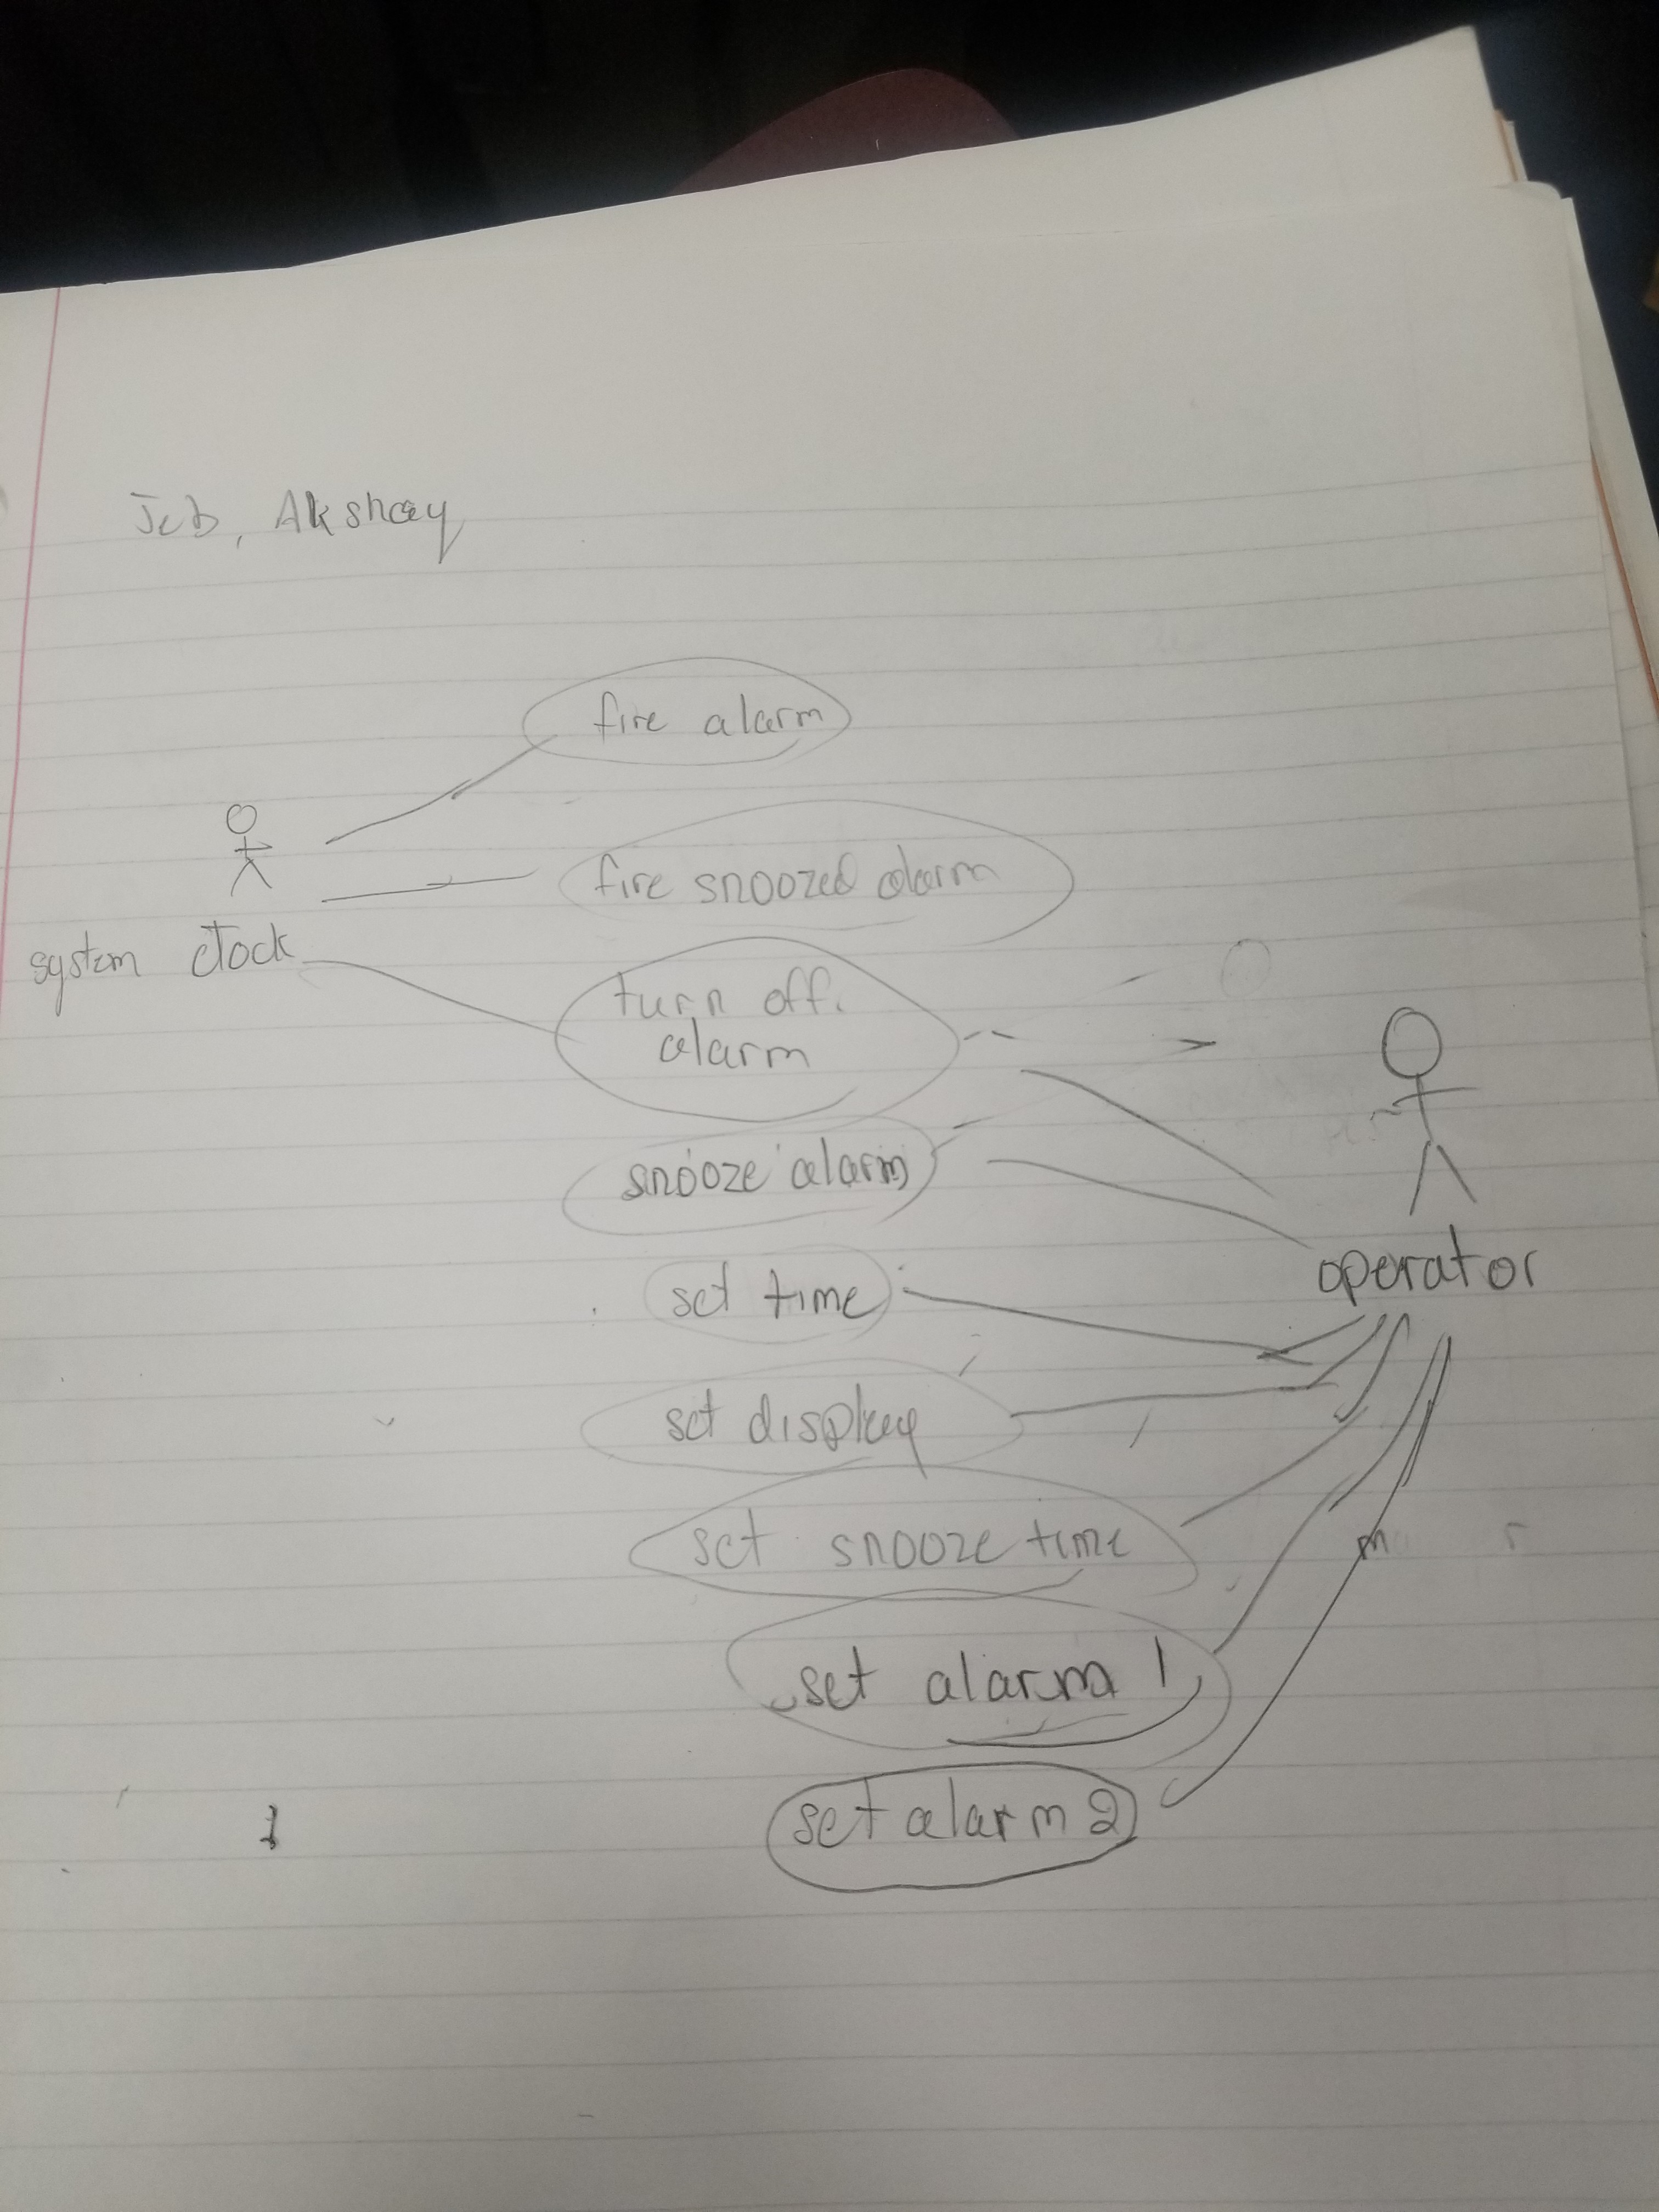 Jeb, Akshay
fire alarm
fire snoozed alarm
system clock
turn off
alarm
snooze alarm
operator
set time
set display
set snooze time
set alarm 1
set alarm 2